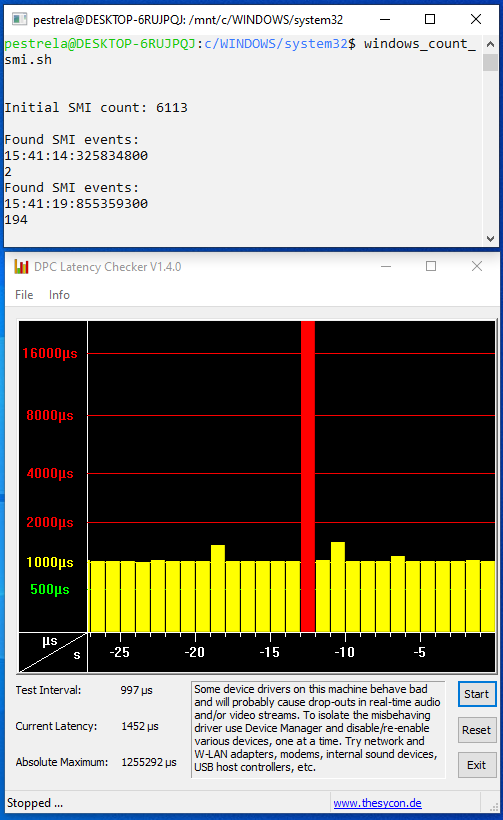 pestrela@DESKTOP-6RUJPQJ: /mnt/c/WINDOWS/system32
pestrela@DESKTOP-6RUJPQJ:c/WINDOWS/system32$ windows_count_
smi.sh
Initial SMI count: 6113
Found SMI events:
15:41:14:325834800
2
Found SMI events:
15:41:19:855359300
194
DPC Latency Checker V1.4.0
File Info
16000µs
8000µs
4000µs
2000µs
1000µs
500µs
µs
s
-25 -20 -15 -10 -5
Test Interval: 997 µs
Current Latency: 1452 µs
Absolute Maximum: 1255292 µs
Some device drivers on this machine behave bad
and will probably cause drop-outs in real-time audio
and/or video streams. To isolate the misbehaving
driver use Device Manager and disable/re-enable
various devices, one at a time. Try network and
W-LAN adapters, modems, internal sound devices,
USB host controllers, etc.
Start
Reset
Exit
Stopped ...
www.thesycon.de